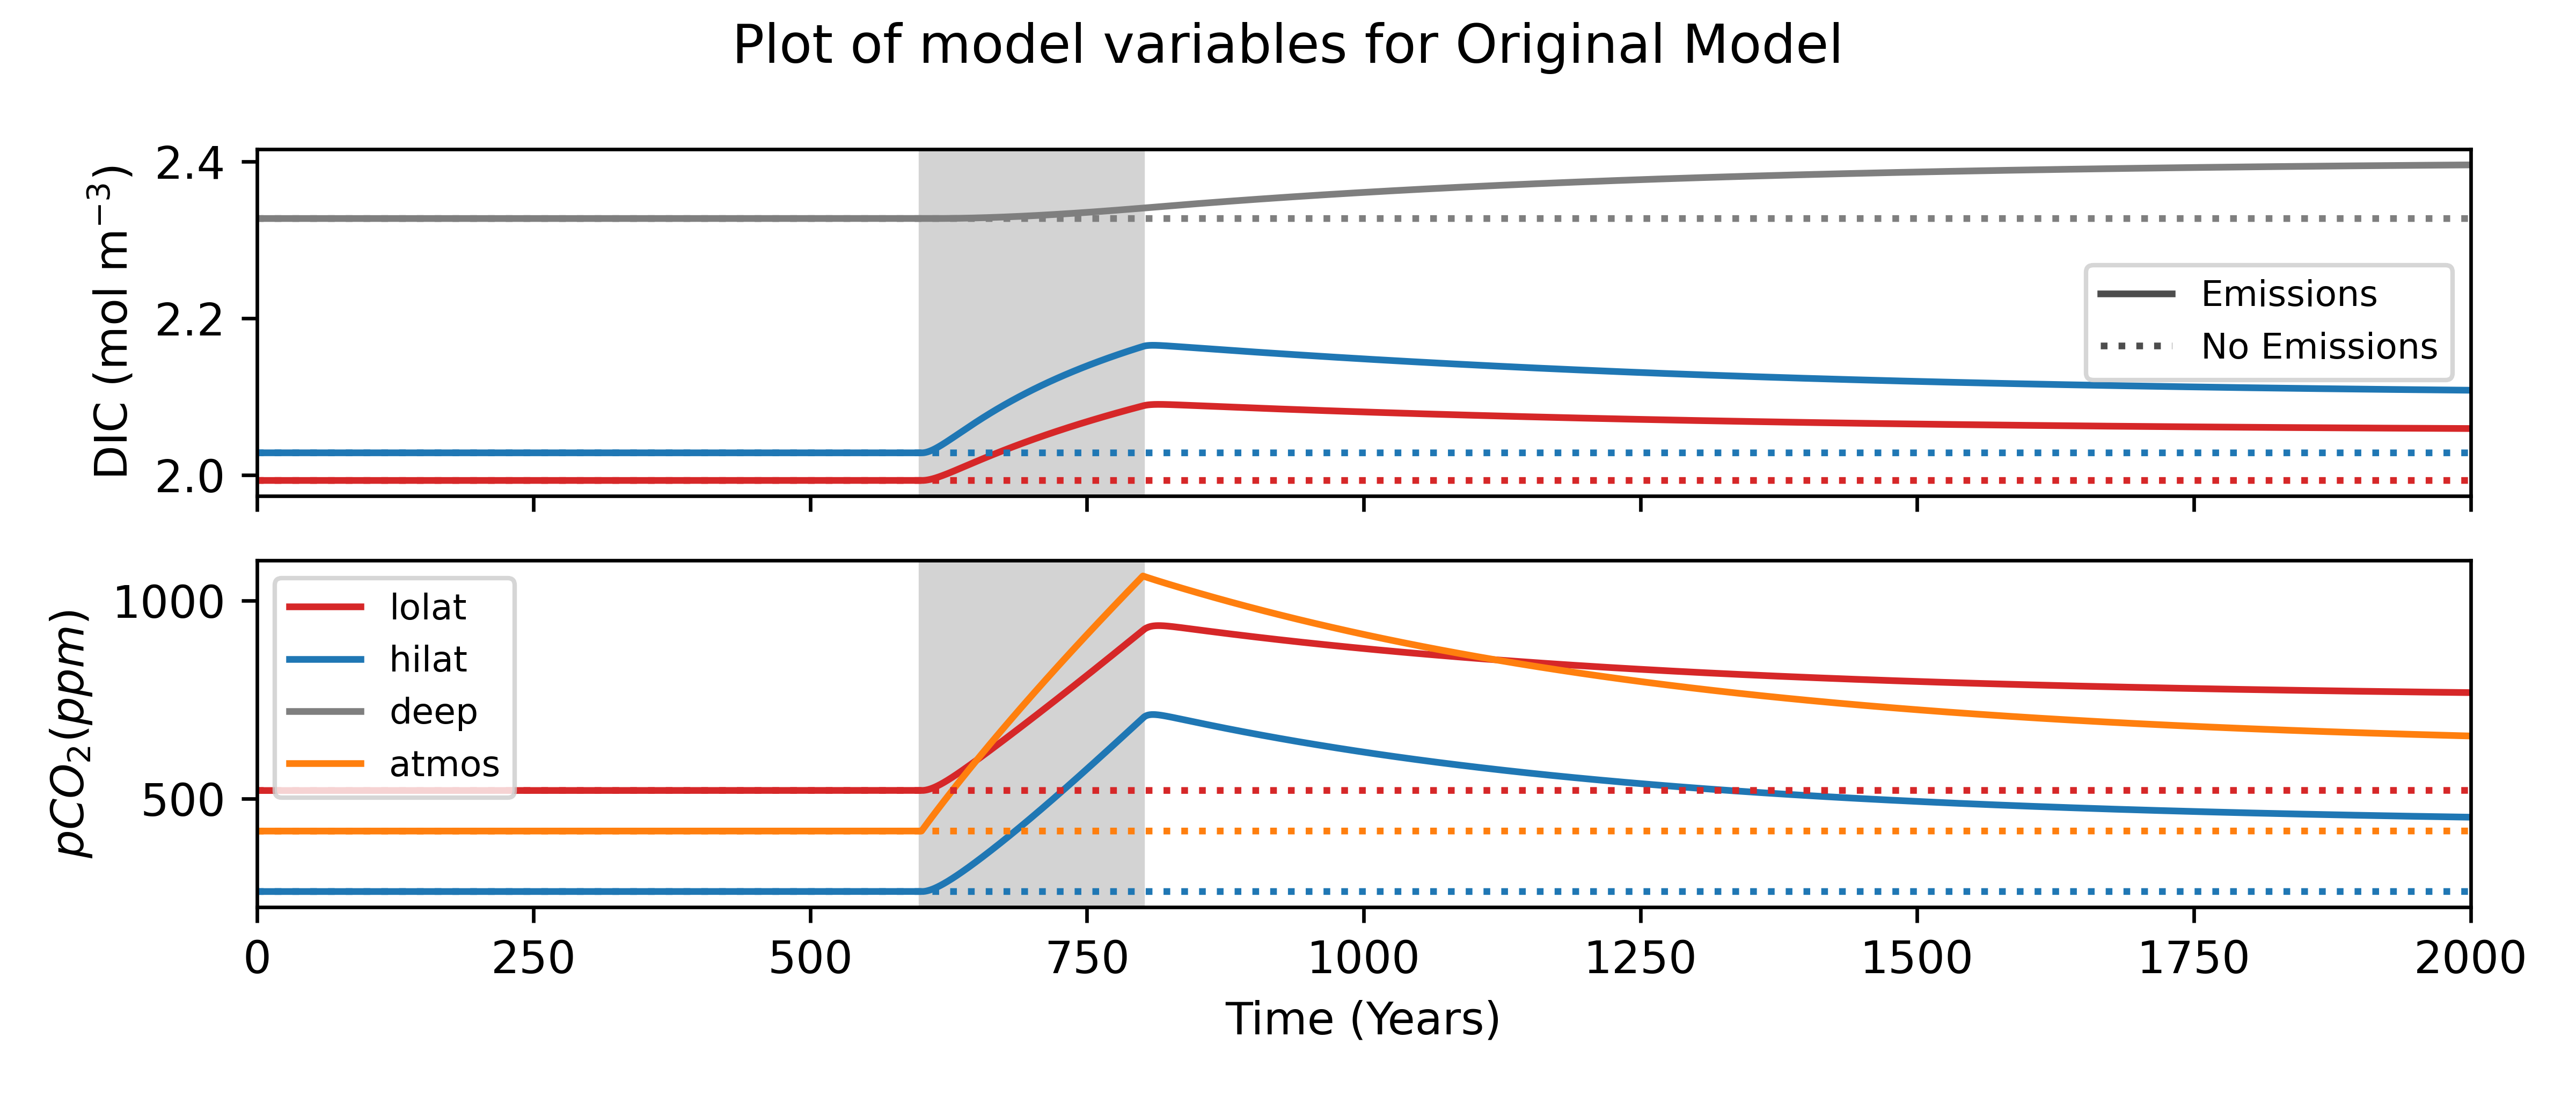 Plot of model variables for Original Model
DIC (mol m⁻³)
2.4
2.2
2.0
Emissions
No Emissions
pCO₂(ppm)
1000
500
lolat
hilat
deep
atmos
0 250 500 750 1000 1250 1500 1750 2000
Time (Years)